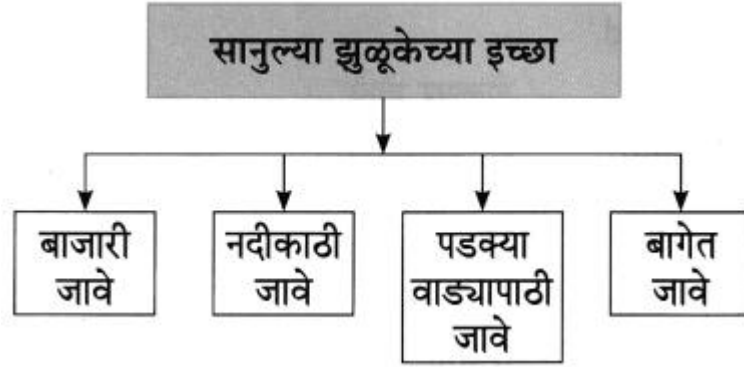 सानुल्या झुळूकेच्या इच्छा
बाजारी
जावे
नदीकाठी
जावे
पडक्या
वाड्यापाठी
जावे
बागेत
जावे